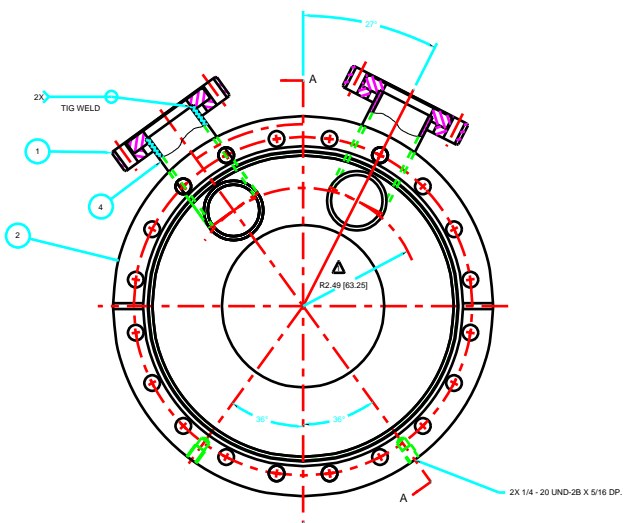 27°
A
2X
TIG WELD
1
4
2
R2.49 [63.25]
36°
36°
2X 1/4 - 20 UND-2B X 5/16 DP.
A